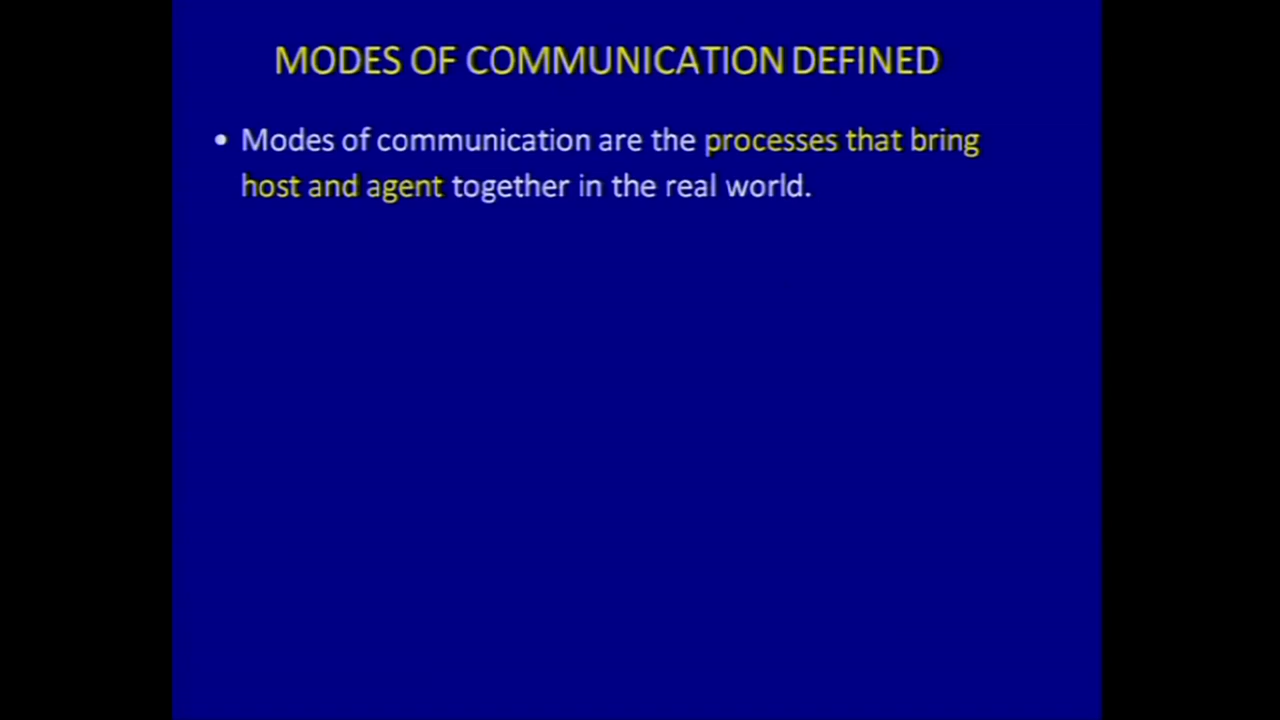 MODES OF COMMUNICATION DEFINED
• Modes of communication are the processes that bring
host and agent together in the real world.